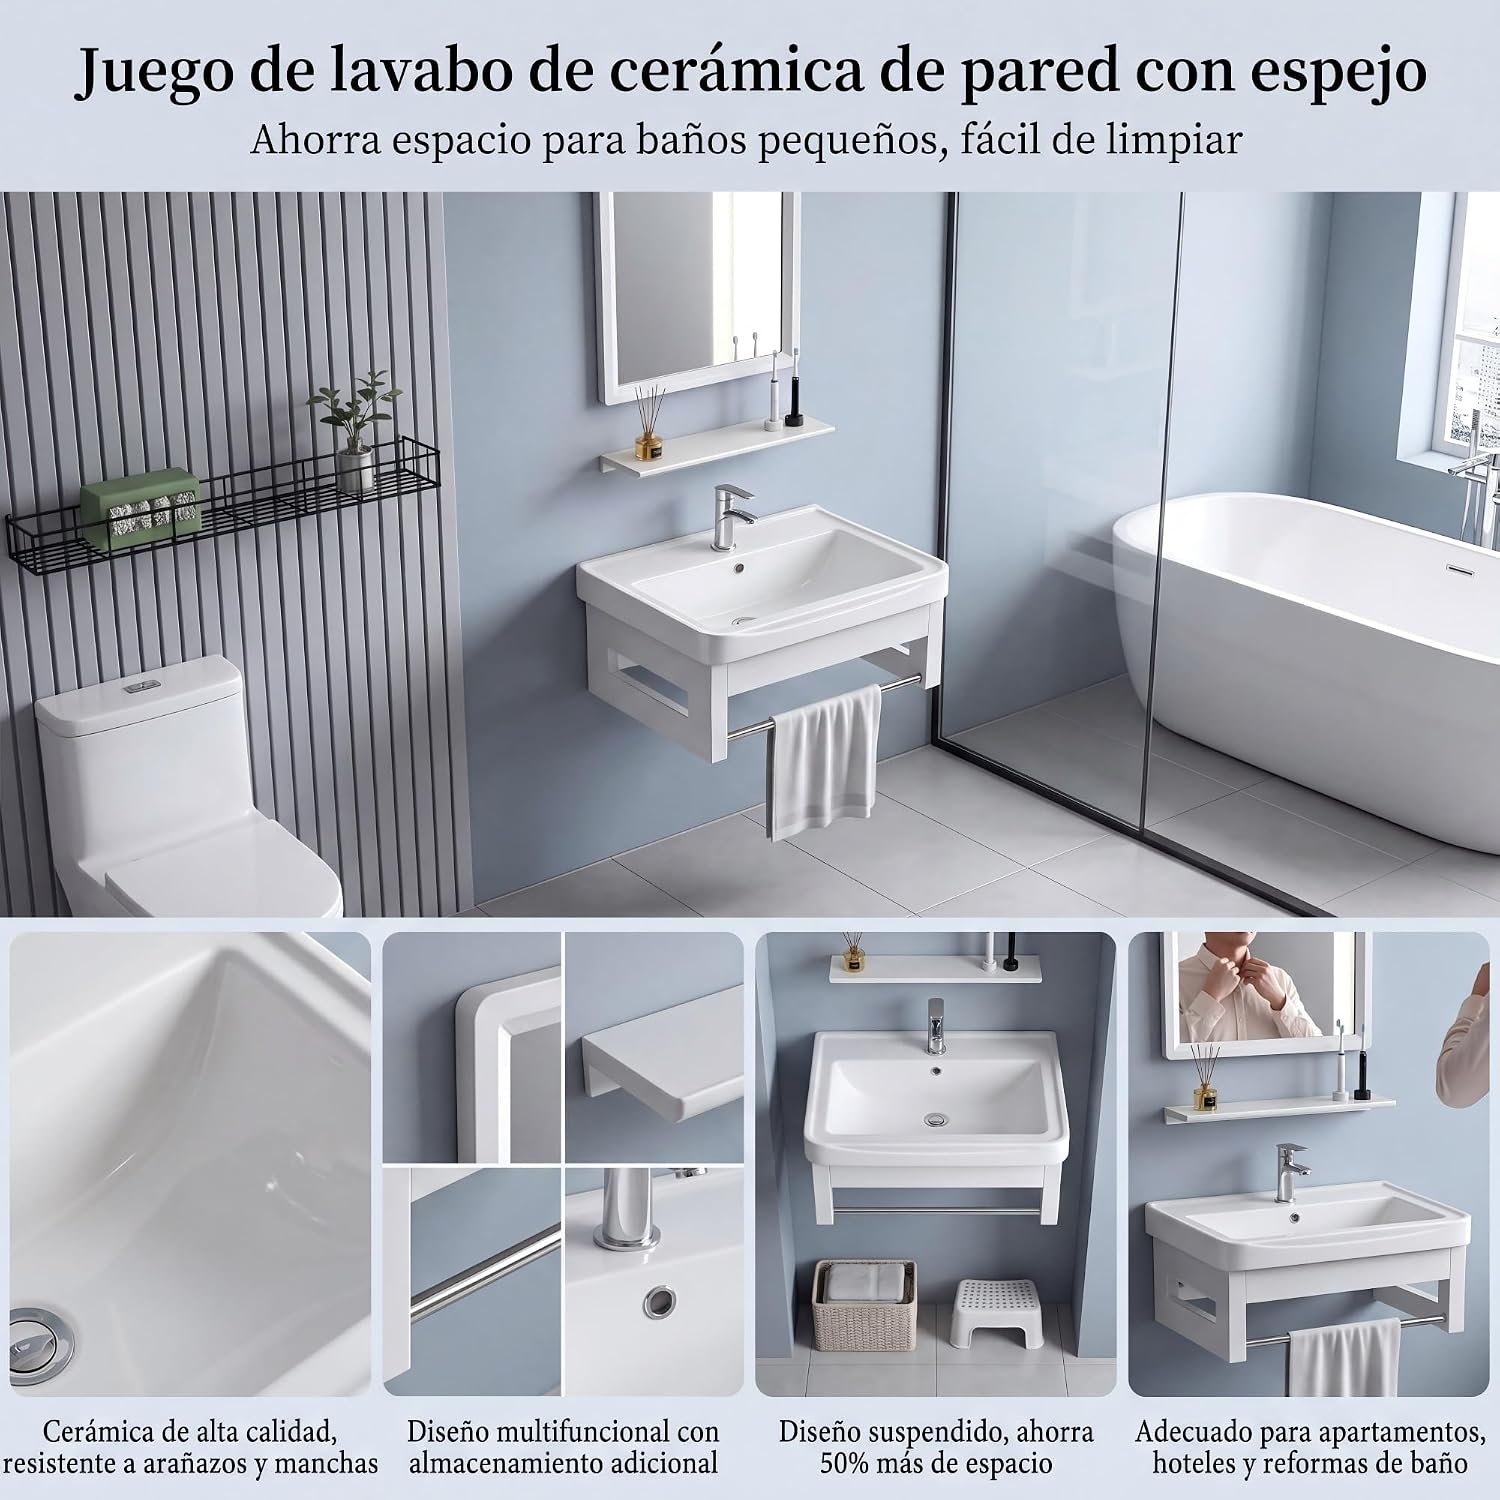 Juego de lavabo de cerámica de pared con espejo
Ahorra espacio para baños pequeños, fácil de limpiar
Cerámica de alta calidad,
resistente a arañazos y manchas
Diseño multifuncional con
almacenamiento adicional
Diseño suspendido, ahorra
50% más de espacio
Adecuado para apartamentos,
hoteles y reformas de baño